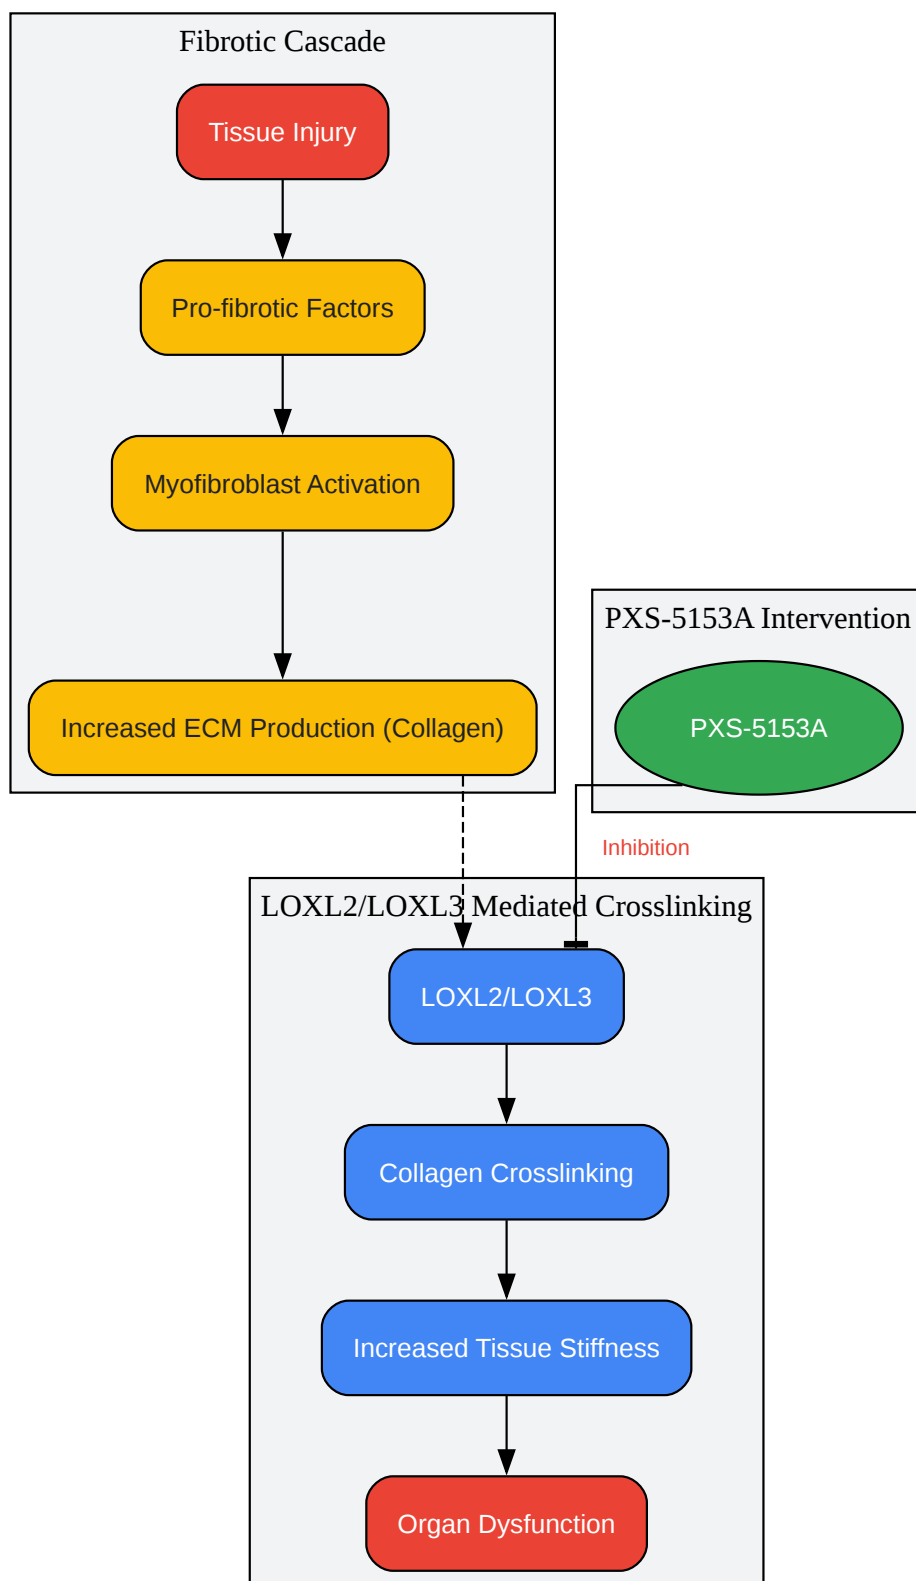 Fibrotic Cascade
Tissue Injury
Pro-fibrotic Factors
Myofibroblast Activation
Increased ECM Production (Collagen)
PXS-5153A Intervention
PXS-5153A
Inhibition
LOXL2/LOXL3 Mediated Crosslinking
LOXL2/LOXL3
Collagen Crosslinking
Increased Tissue Stiffness
Organ Dysfunction